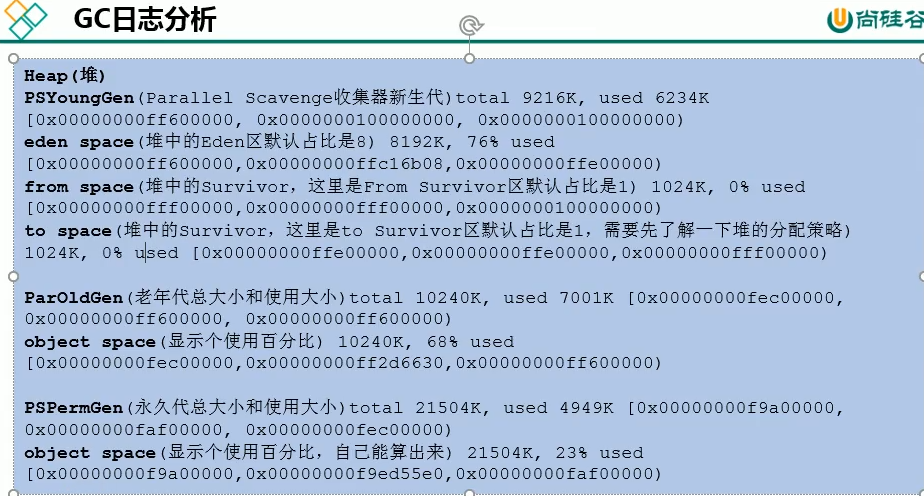 GC日志分析
尚硅谷
Heap(堆)
PSYoungGen(Parallel Scavenge收集器新生代)total 9216K, used 6234K
[0x00000000ff600000, 0x0000000100000000, 0x0000000100000000)
eden space(堆中的Eden区默认占比是8) 8192K, 76% used
[0x00000000ff600000,0x00000000ffc16b08,0x00000000ffe00000)
from space(堆中的Survivor，这里是From Survivor区默认占比是1) 1024K, 0% used
[0x00000000fff00000,0x00000000fff00000,0x0000000100000000)
to space(堆中的Survivor，这里是to Survivor区默认占比是1，需要先了解一下堆的分配策略)
1024K, 0% used [0x00000000ffe00000,0x00000000ffe00000,0x00000000fff00000)
ParOldGen(老年代总大小和使用大小)total 10240K, used 7001K [0x00000000fec00000,
0x00000000ff600000, 0x00000000ff600000)
object space(显示个使用百分比) 10240K, 68% used
[0x00000000fec00000,0x00000000ff2d6630,0x00000000ff600000)
PSPermGen(永久代总大小和使用大小)total 21504K, used 4949K [0x00000000f9a00000,
0x00000000faf00000, 0x00000000fec00000)
object space(显示个使用百分比，自己能算出来) 21504K, 23% used
[0x00000000f9a00000,0x00000000f9ed55e0,0x00000000faf00000)